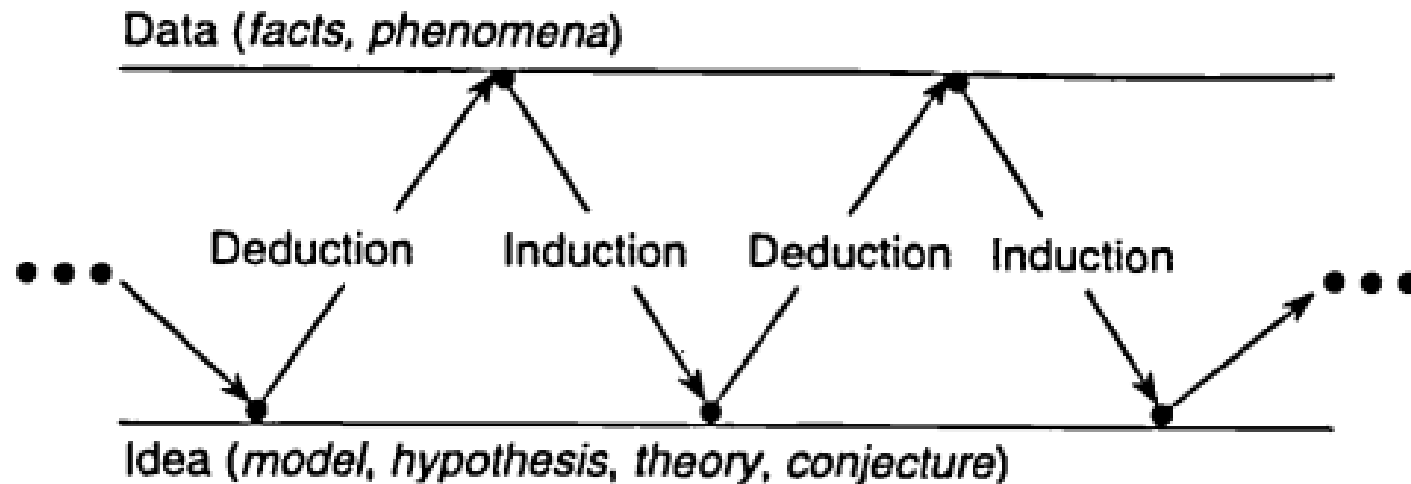 Data (facts, phenomena)
Deduction Induction Deduction Induction
Idea (model, hypothesis, theory, conjecture)